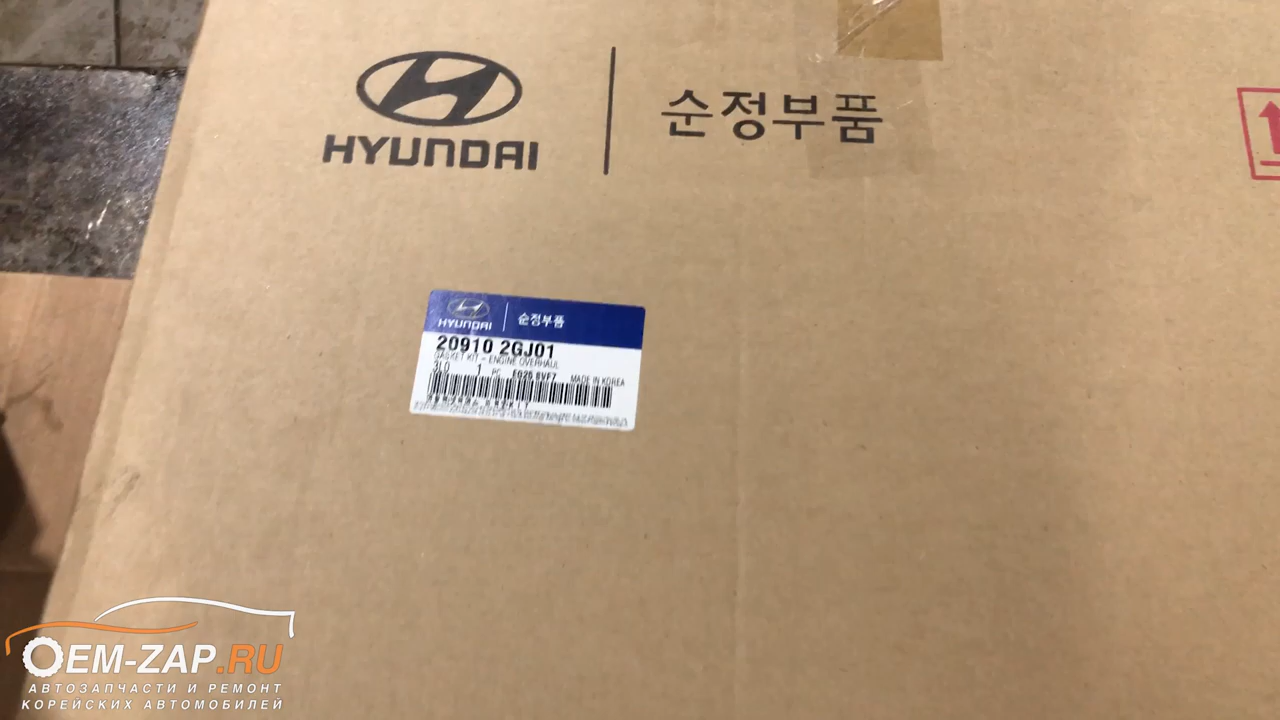 HYUNDAI
순정부품
HYUNDAI
순정부품
20910 2GJ01
GASKET KIT - ENGINE OVERHAUL
3LO 1 PC MADE IN KOREA
OEM-ZAP.RU
АВТОЗАПЧАСТИ И РЕМОНТ
КОРЕЙСКИХ АВТОМОБИЛЕЙ